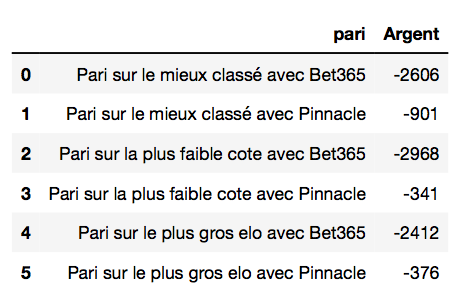 pari Argent
0 Pari sur le mieux classé avec Bet365 -2606
1 Pari sur le mieux classé avec Pinnacle -901
2 Pari sur la plus faible cote avec Bet365 -2968
3 Pari sur la plus faible cote avec Pinnacle -341
4 Pari sur le plus gros elo avec Bet365 -2412
5 Pari sur le plus gros elo avec Pinnacle -376